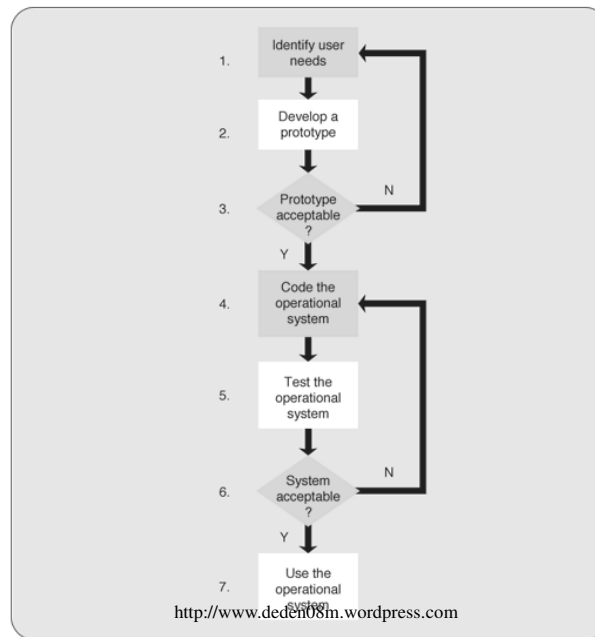 1.
Identify user
needs
2.
Develop a
prototype
N
3.
Prototype
acceptable
?
Y
4.
Code the
operational
system
5.
Test the
operational
system
N
6.
System
acceptable
?
Y
7.
Use the
operational
system
http://www.deden08m.wordpress.com